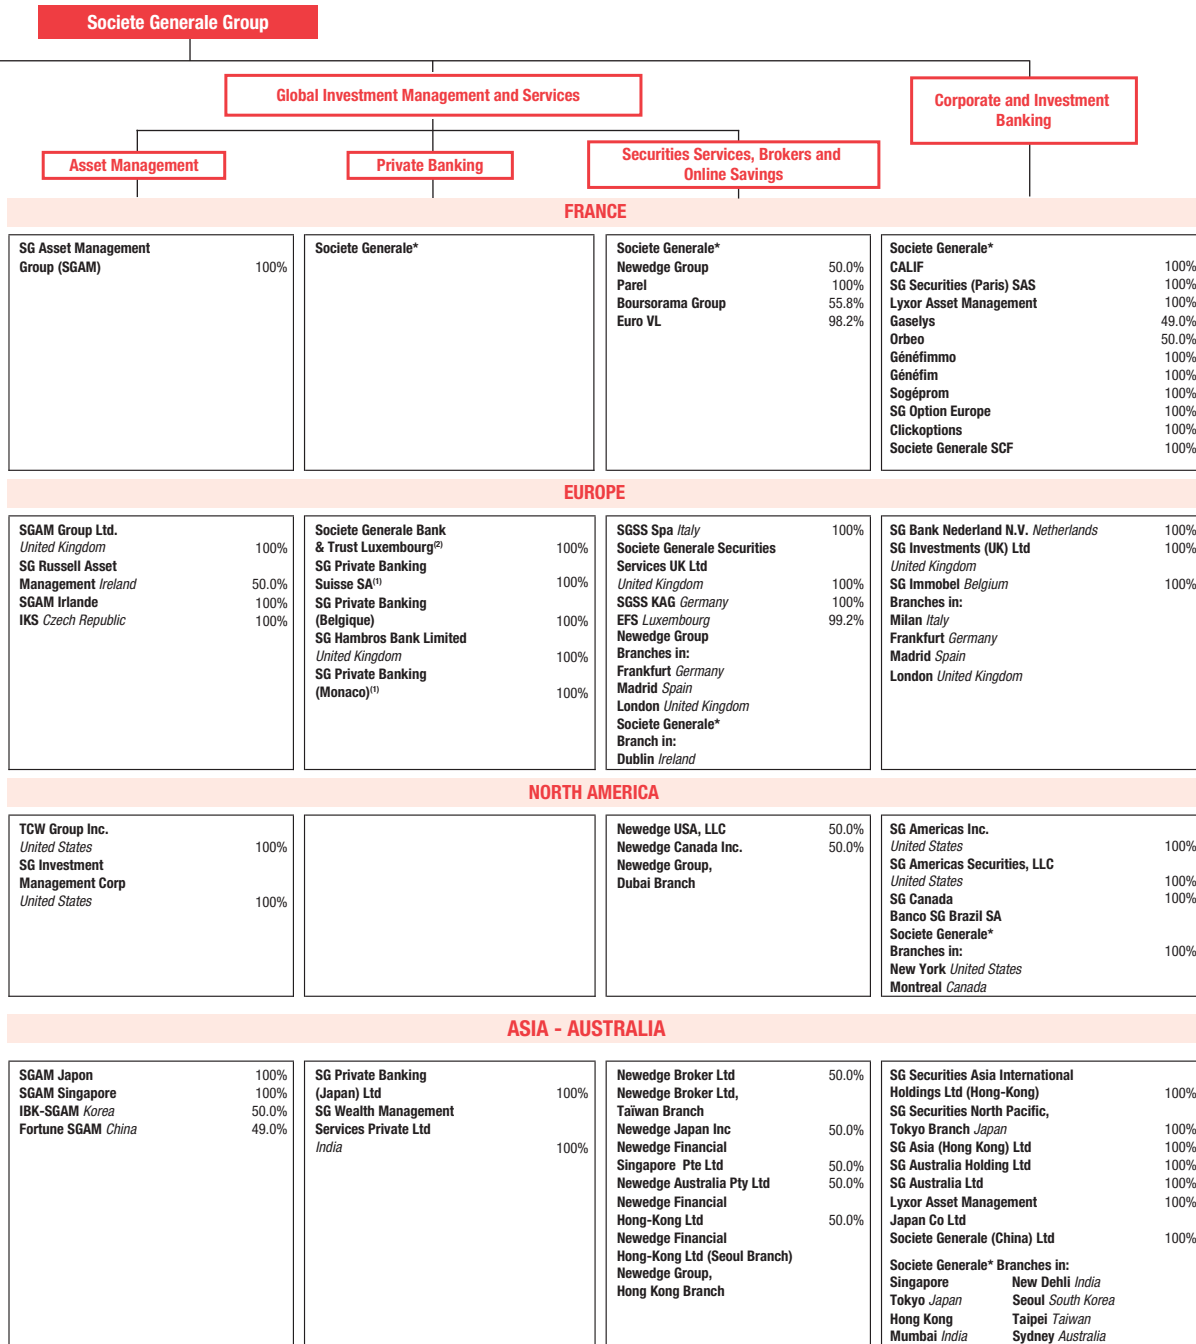 Societe Generale Group
Global Investment Management and Services
Corporate and Investment
Banking
Asset Management
Private Banking
Securities Services, Brokers and
Online Savings
FRANCE
SG Asset Management
Group (SGAM) 100%
Societe Generale*
Societe Generale*
Newedge Group 50.0%
Parel 100%
Boursorama Group 55.8%
Euro VL 98.2%
Societe Generale*
CALIF 100%
SG Securities (Paris) SAS 100%
Lyxor Asset Management 100%
Gaselys 49.0%
Orbeo 50.0%
Généfimmo 100%
Généfim 100%
Sogéprom 100%
SG Option Europe 100%
Clickoptions 100%
Societe Generale SCF 100%
EUROPE
SGAM Group Ltd.
United Kingdom 100%
SG Russell Asset
Management Ireland 50.0%
SGAM Irlande 100%
IKS Czech Republic 100%
Societe Generale Bank
& Trust Luxembourg(2) 100%
SG Private Banking
Suisse SA(1) 100%
SG Private Banking
(Belgique) 100%
SG Hambros Bank Limited
United Kingdom 100%
SG Private Banking
(Monaco)(1) 100%
SGSS Spa Italy 100%
Societe Generale Securities
Services UK Ltd
United Kingdom 100%
SGSS KAG Germany 100%
EFS Luxembourg 99.2%
Newedge Group
Branches in:
Frankfurt Germany
Madrid Spain
London United Kingdom
Societe Generale*
Branch in:
Dublin Ireland
SG Bank Nederland N.V. Netherlands 100%
SG Investments (UK) Ltd 100%
United Kingdom
SG Immobel Belgium 100%
Branches in:
Milan Italy
Frankfurt Germany
Madrid Spain
London United Kingdom
NORTH AMERICA
TCW Group Inc.
United States 100%
SG Investment
Management Corp
United States 100%
Newedge USA, LLC 50.0%
Newedge Canada Inc. 50.0%
Newedge Group,
Dubai Branch
SG Americas Inc.
United States 100%
SG Americas Securities, LLC
United States 100%
SG Canada 100%
Banco SG Brazil SA
Societe Generale*
Branches in: 100%
New York United States
Montreal Canada
ASIA - AUSTRALIA
SGAM Japon 100%
SGAM Singapore 100%
IBK-SGAM Korea 50.0%
Fortune SGAM China 49.0%
SG Private Banking
(Japan) Ltd 100%
SG Wealth Management
Services Private Ltd
India 100%
Newedge Broker Ltd 50.0%
Newedge Broker Ltd,
Taïwan Branch
Newedge Japan Inc 50.0%
Newedge Financial
Singapore Pte Ltd 50.0%
Newedge Australia Pty Ltd 50.0%
Newedge Financial
Hong-Kong Ltd 50.0%
Newedge Financial
Hong-Kong Ltd (Seoul Branch)
Newedge Group,
Hong Kong Branch
SG Securities Asia International
Holdings Ltd (Hong-Kong) 100%
SG Securities North Pacific,
Tokyo Branch Japan 100%
SG Asia (Hong Kong) Ltd 100%
SG Australia Holding Ltd 100%
SG Australia Ltd 100%
Lyxor Asset Management 100%
Japan Co Ltd
Societe Generale (China) Ltd 100%
Societe Generale* Branches in:
Singapore New Dehli India
Tokyo Japan Seoul South Korea
Hong Kong Taipei Taiwan
Mumbai India Sydney Australia